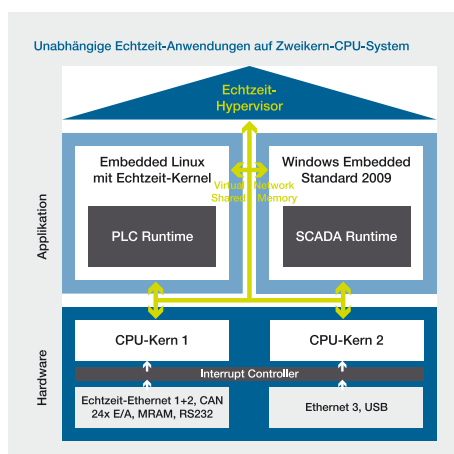 Unabhängige Echtzeit-Anwendungen auf Zweikern-CPU-System
Echtzeit-
Hypervisor
Embedded Linux
mit Echtzeit-Kernel
Windows Embedded
Standard 2009
Virtual Network
Shared Memory
PLC Runtime
SCADA Runtime
Applikation
CPU-Kern 1
CPU-Kern 2
Interrupt Controller
Echtzeit-Ethernet 1+2, CAN
24x E/A, MRAM, RS232
Ethernet 3, USB
Hardware